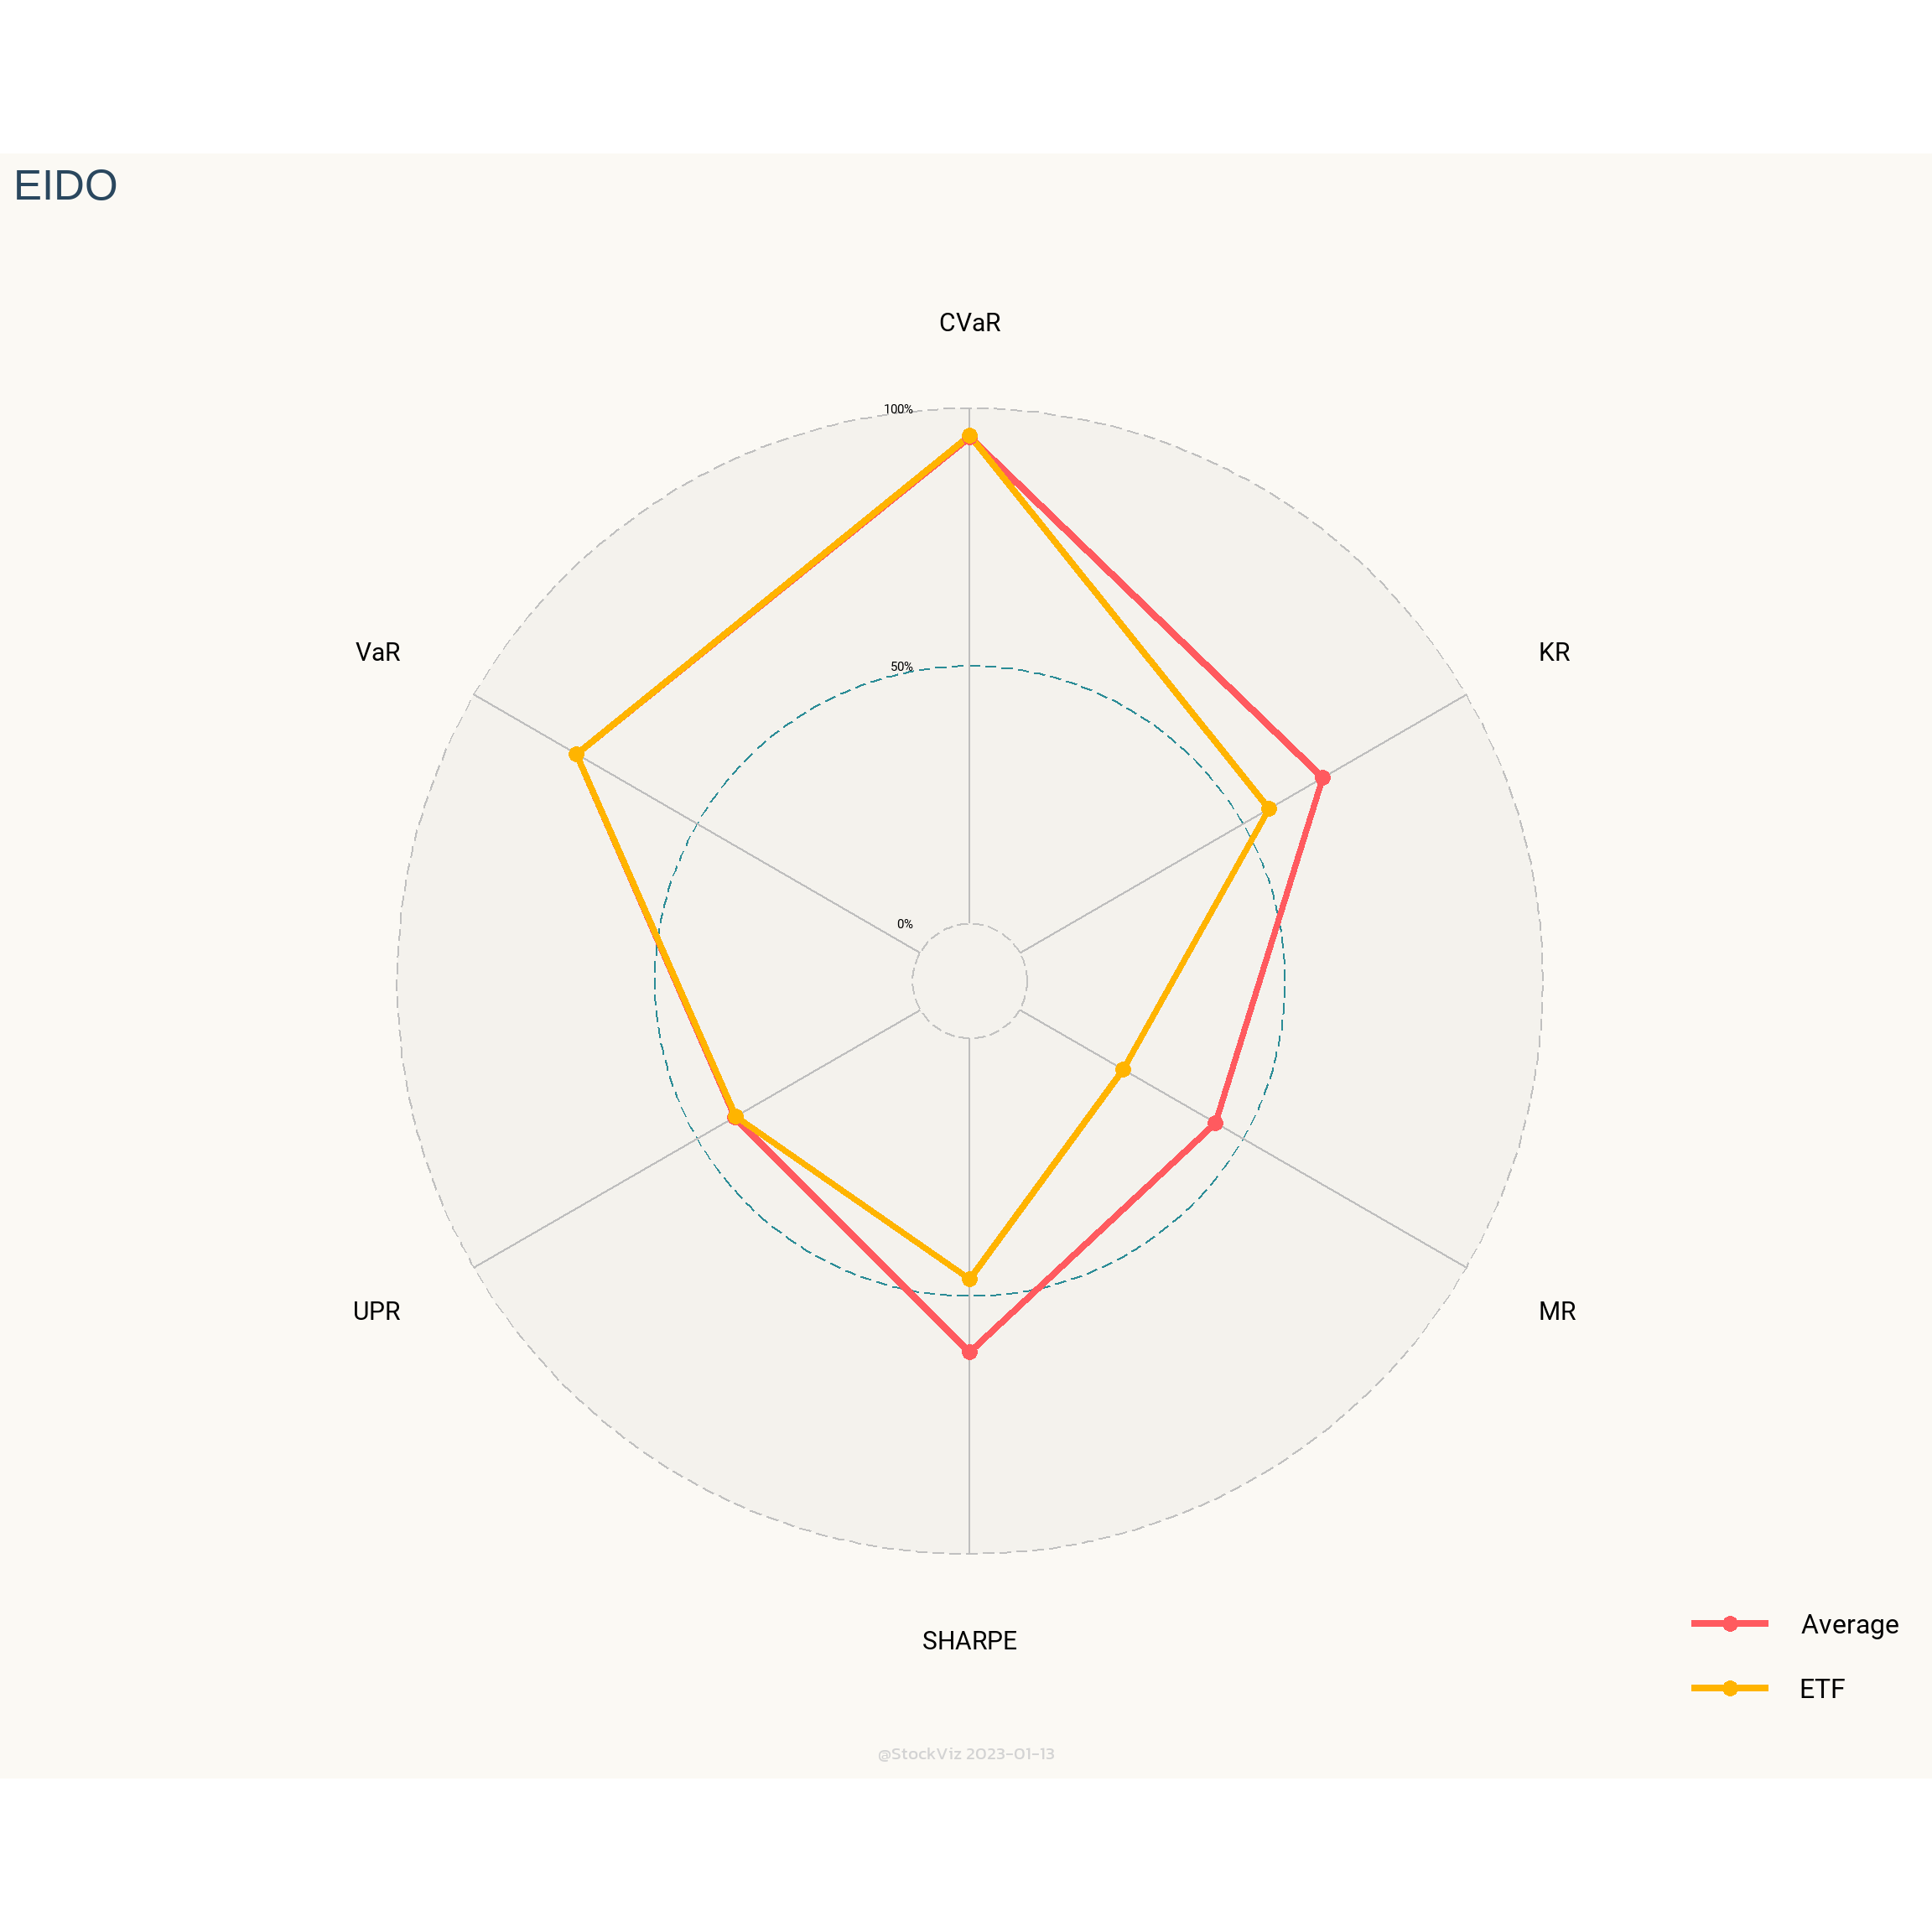 EIDO
CVaR
100%
VaR
KR
50%
0%
UPR
MR
SHARPE
Average
ETF
@StockViz 2023-01-13